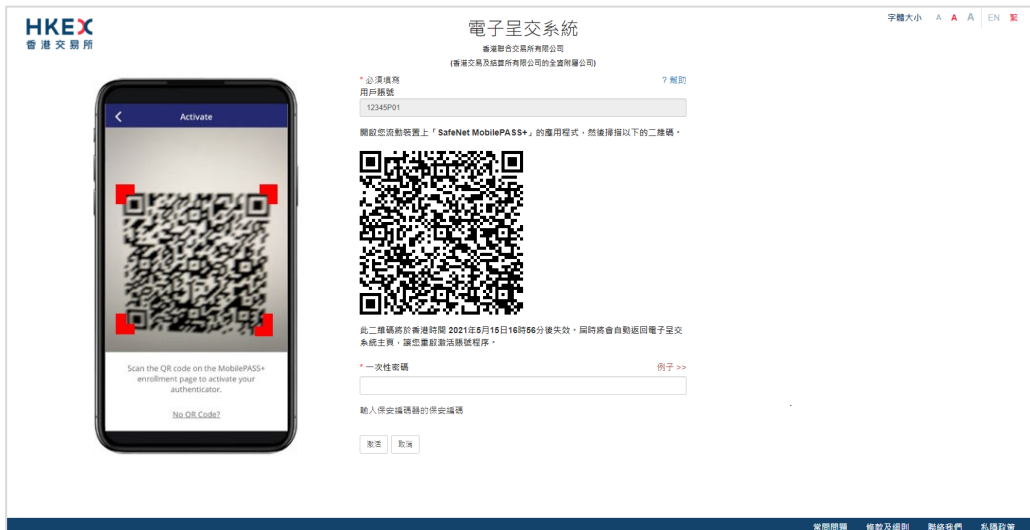 HKEX
香港交易所
字體大小 A A A EN 繁
電子呈交系統
香港聯合交易所有限公司
(香港交易及結算所有限公司的全資附屬公司)
* 必須填寫 ? 幫助
用戶賬號
12345P01
開啟您流動裝置上「SafeNet MobilePASS+」的應用程式，然後掃描以下的二維碼。
Activate
Scan the QR code on the MobilePASS+
enrollment page to activate your
authenticator.
No QR Code?
此二維碼將於香港時間 2021年5月15日16時56分後失效。屆時將會自動返回電子呈交
系統主頁，讓您重啟激活賬號程序。
* 一次性密碼 例子 >>
輸入保安編碼器的保安編碼
激活 取消
常問問題 條款及細則 聯絡我們 私隱政策